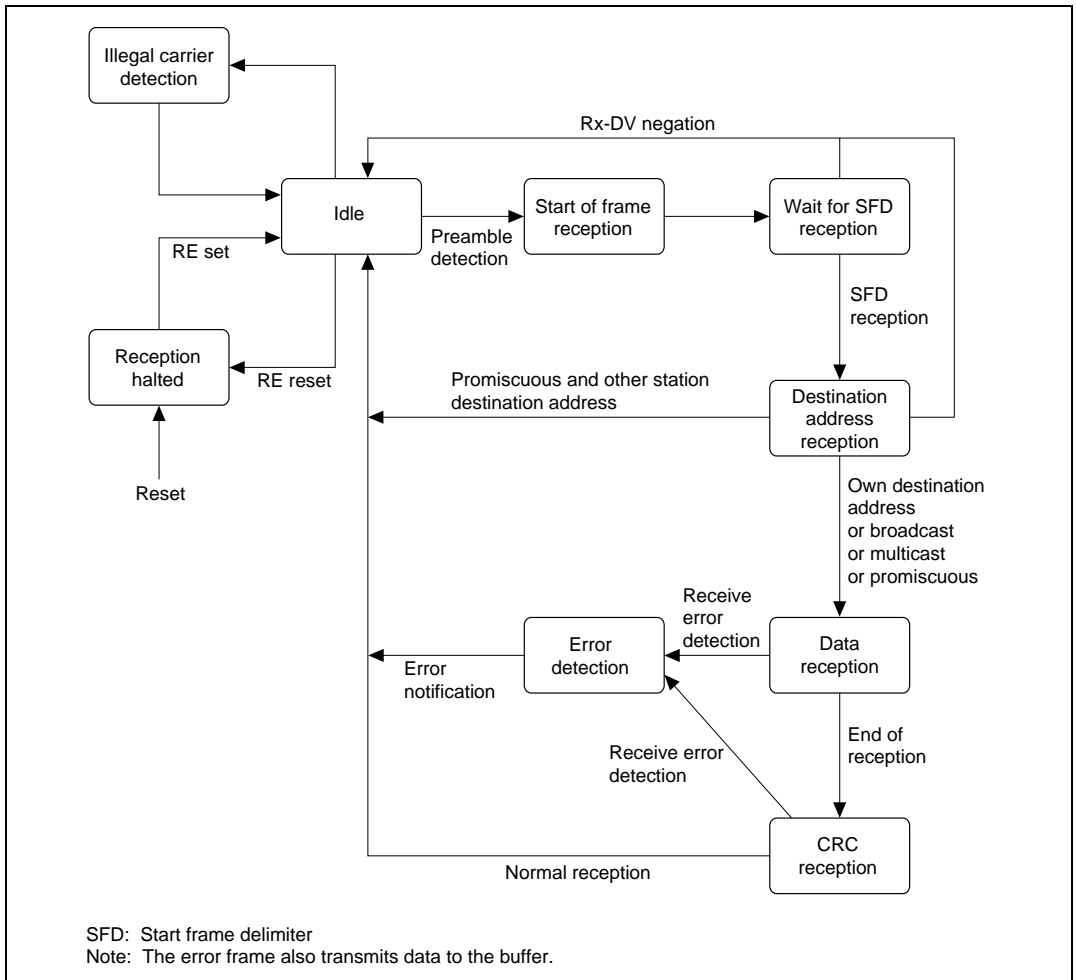 Illegal carrier
detection
Rx-DV negation
Idle
Start of frame
reception
Wait for SFD
reception
Preamble
detection
RE set
SFD
reception
Reception
halted
RE reset
Promiscuous and other station
destination address
Destination
address
reception
Reset
Own destination
address
or broadcast
or multicast
or promiscuous
Receive
error
detection
Error
detection
Data
reception
Error
notification
End of
reception
Receive error
detection
CRC
reception
Normal reception
SFD: Start frame delimiter
Note: The error frame also transmits data to the buffer.